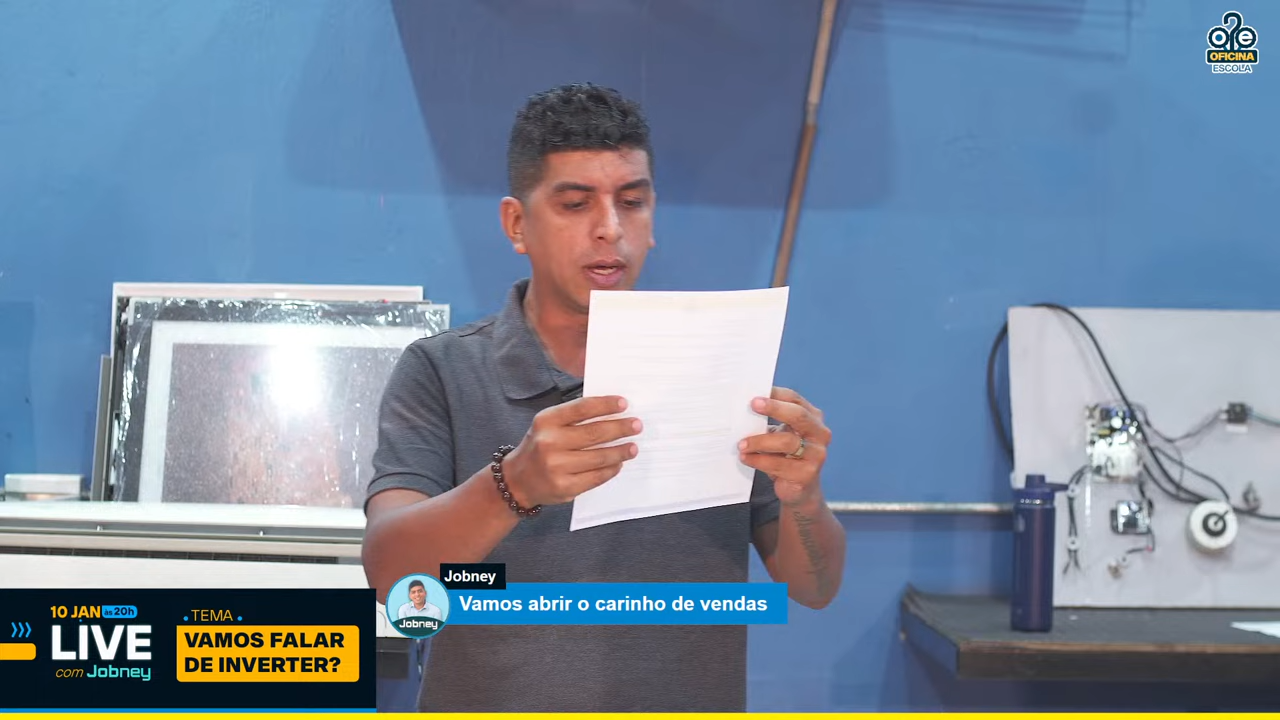 OFICINA
ESCOLA
Jobney
Vamos abrir o carinho de vendas
Jobney
10 JAN às 20h
LIVE
com Jobney
• TEMA •
VAMOS FALAR
DE INVERTER?